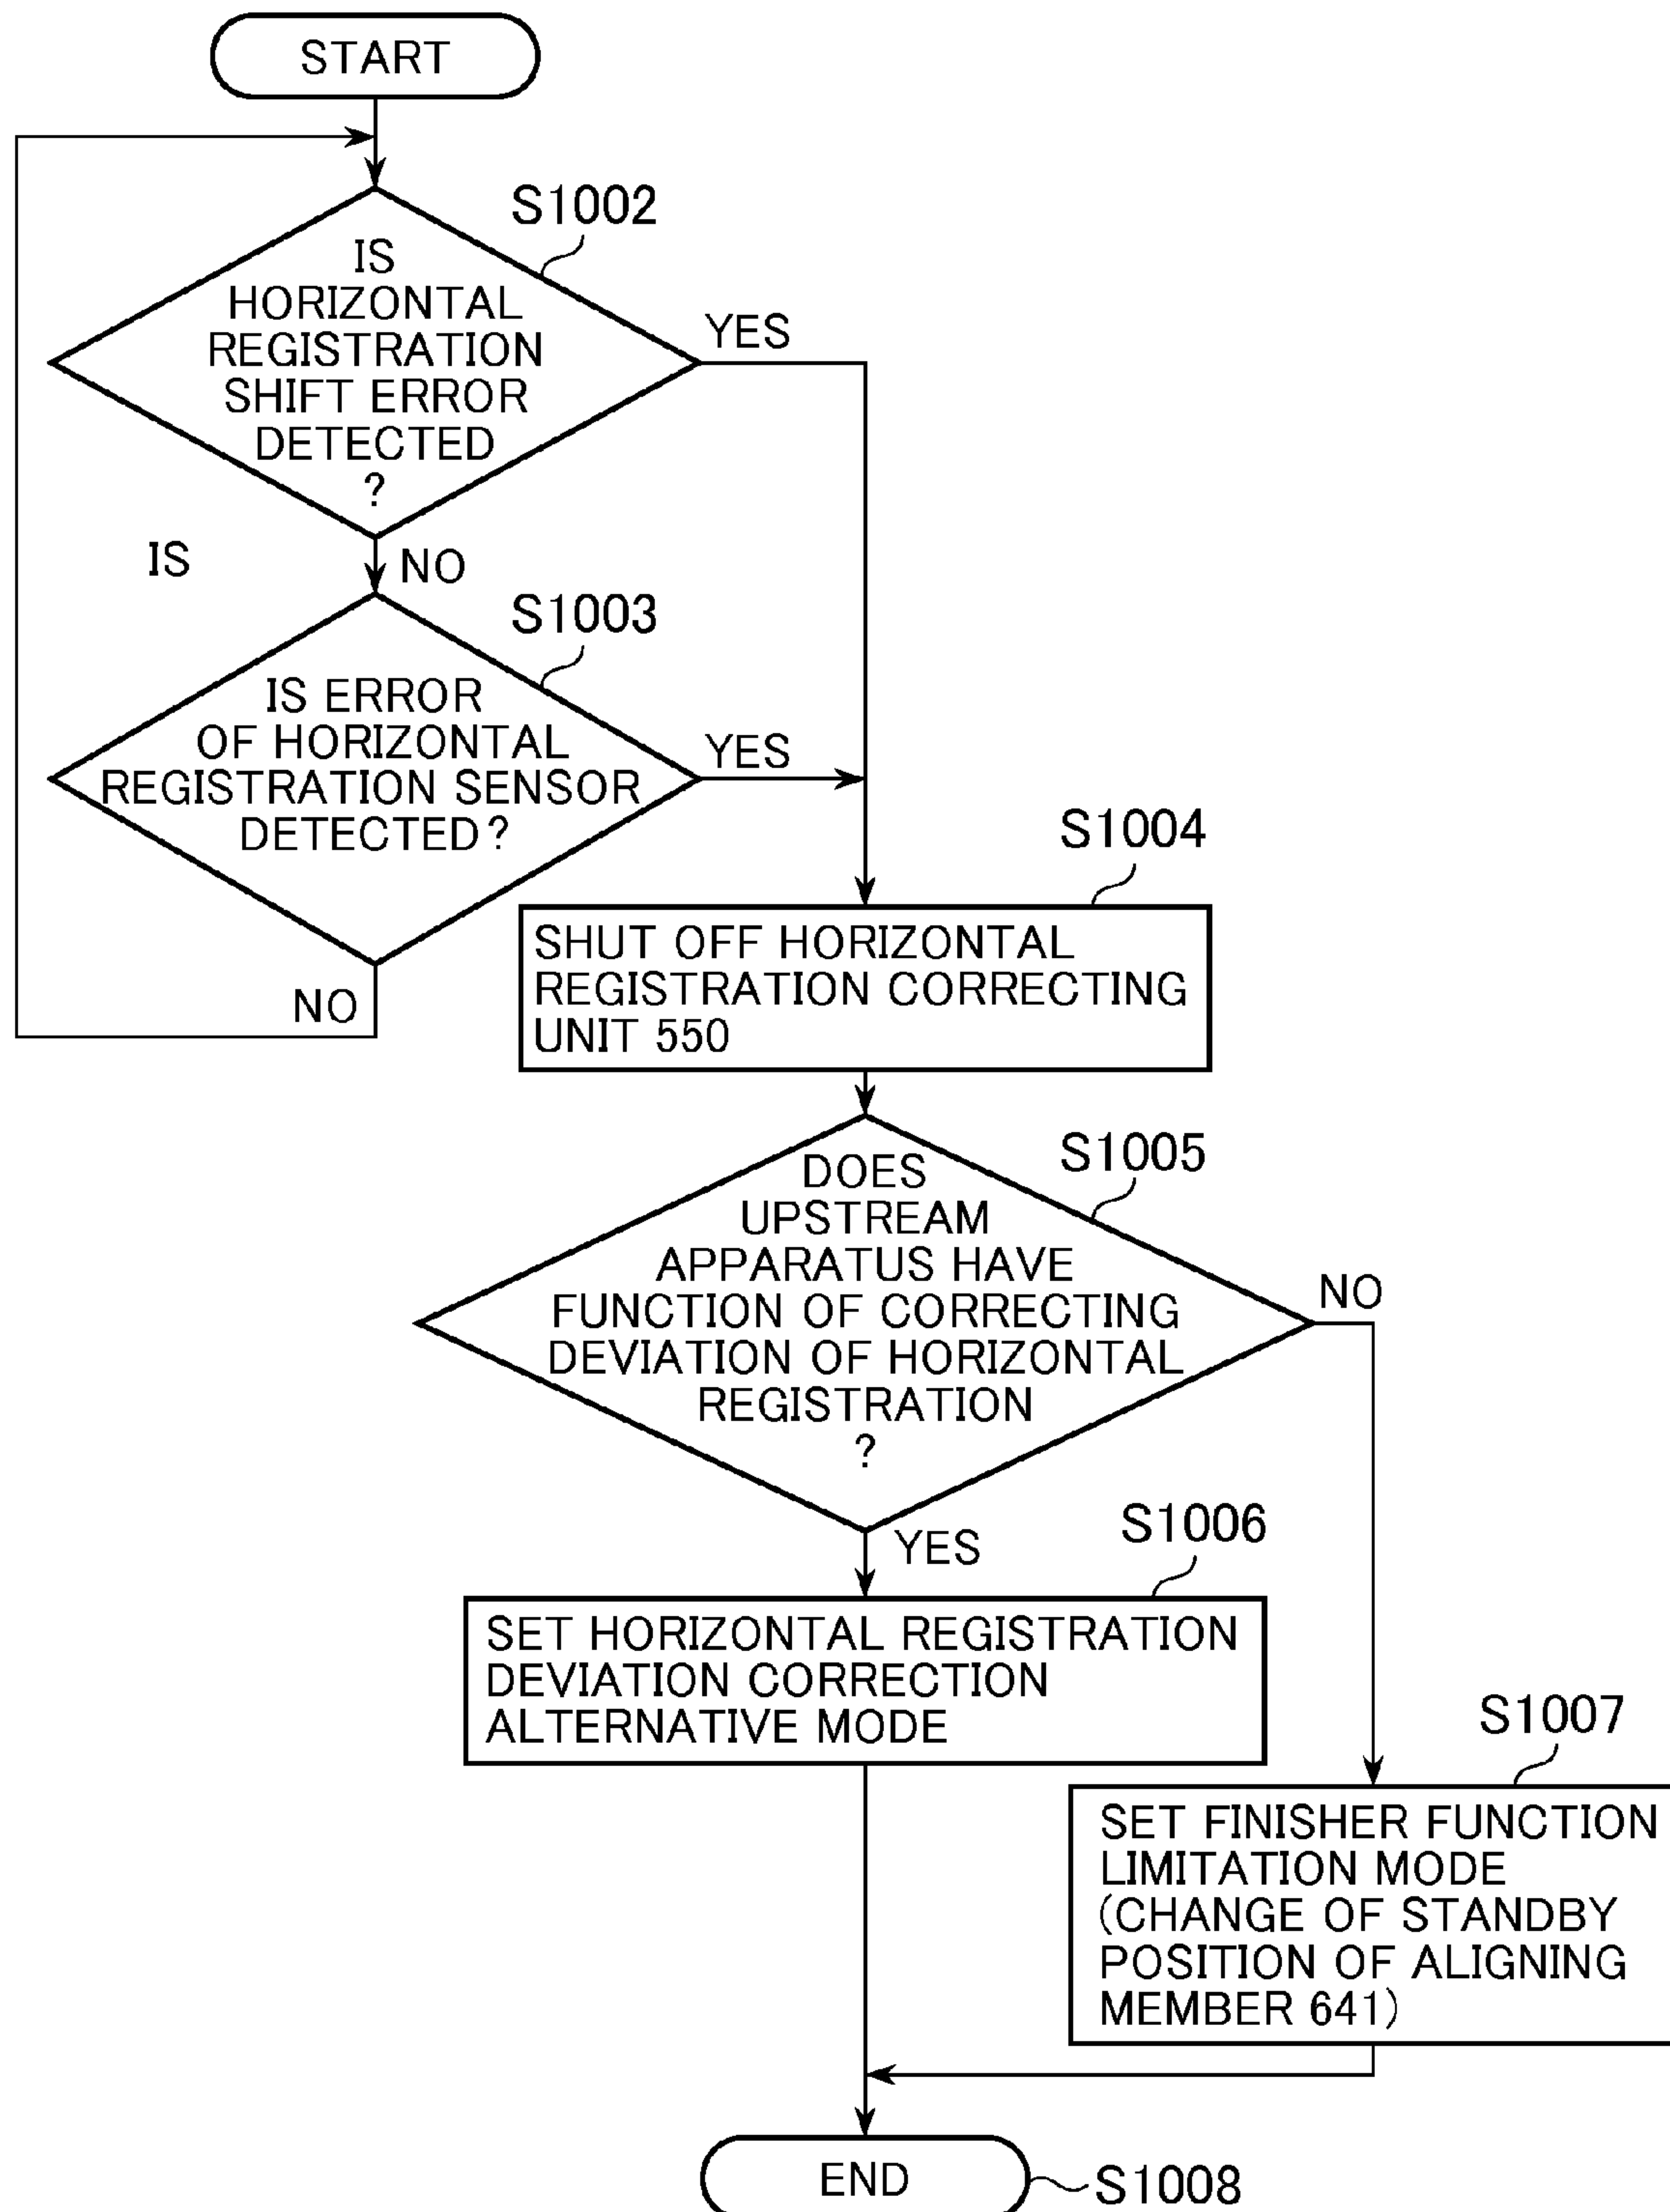 START
S1002
IS
HORIZONTAL
REGISTRATION
SHIFT ERROR
DETECTED
?
YES
IS
NO
S1003
IS ERROR
OF HORIZONTAL
REGISTRATION SENSOR
DETECTED?
YES
NO
S1004
SHUT OFF HORIZONTAL
REGISTRATION CORRECTING
UNIT 550
S1005
DOES
UPSTREAM
APPARATUS HAVE
FUNCTION OF CORRECTING
DEVIATION OF HORIZONTAL
REGISTRATION
?
NO
YES
S1006
SET HORIZONTAL REGISTRATION
DEVIATION CORRECTION
ALTERNATIVE MODE
S1007
SET FINISHER FUNCTION
LIMITATION MODE
(CHANGE OF STANDBY
POSITION OF ALIGNING
MEMBER 641)
END
S1008